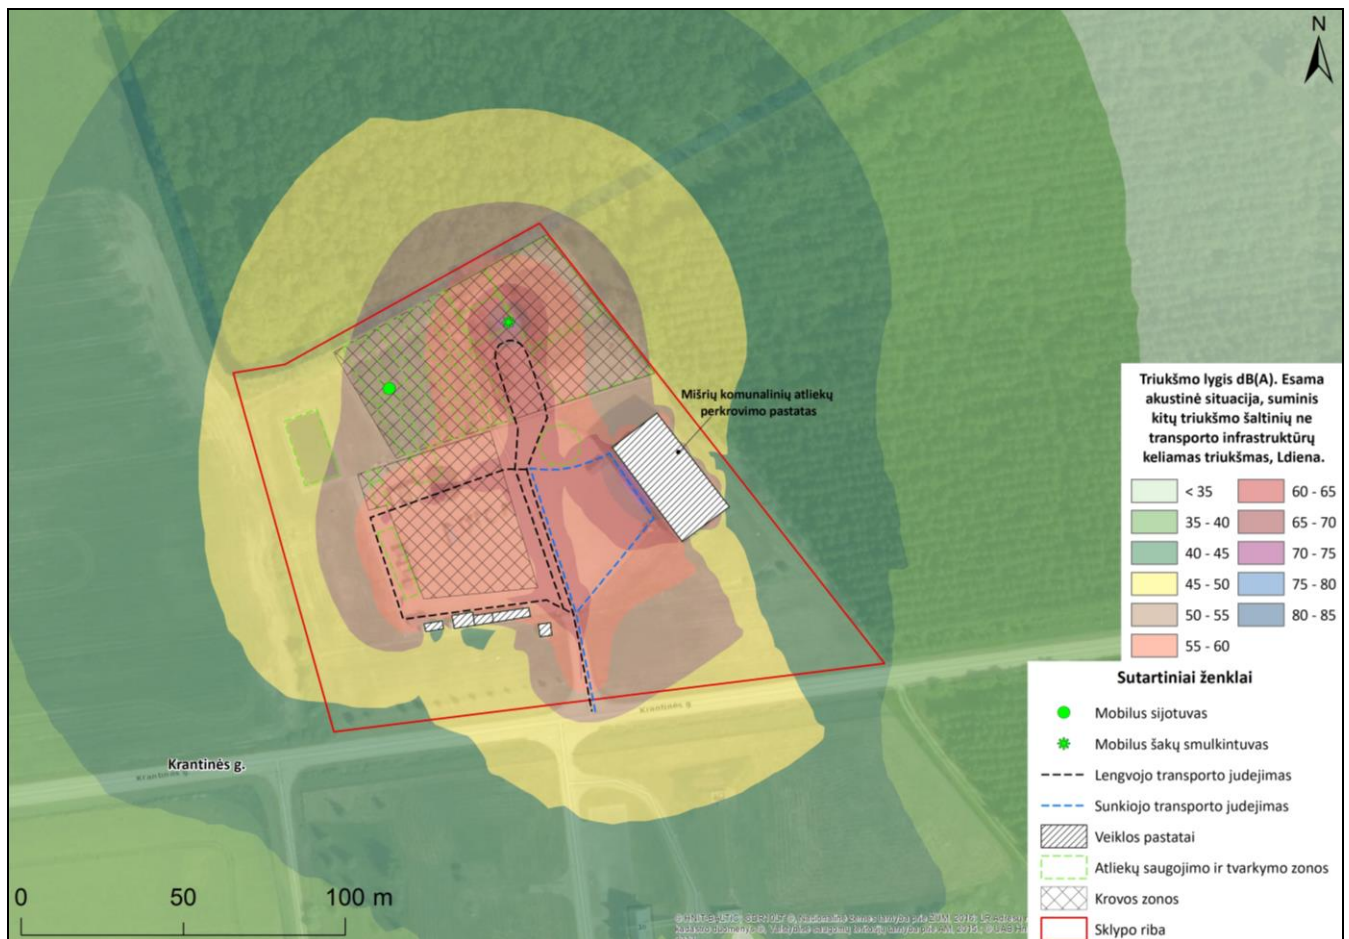 N
Mišrių komunalinių atliekų
perkrovimo pastatas
Krantinės g.
Krantinės g.
Krantinės g.
0 50 100 m
Triukšmo lygis dB(A). Esama
akustinė situacija, suminis
kitų triukšmo šaltinių ne
transporto infrastruktūrų
keliamas triukšmas, Ldiena.
< 35
35 - 40
40 - 45
45 - 50
50 - 55
55 - 60
60 - 65
65 - 70
70 - 75
75 - 80
80 - 85
Sutartiniai ženklai
Mobilus sijotuvas
Mobilus šakų smulkintuvas
Lengvojo transporto judėjimas
Sunkiojo transporto judėjimas
Veiklos pastatai
Atliekų saugojimo ir tvarkymo zonos
Krovos zonos
Sklypo riba